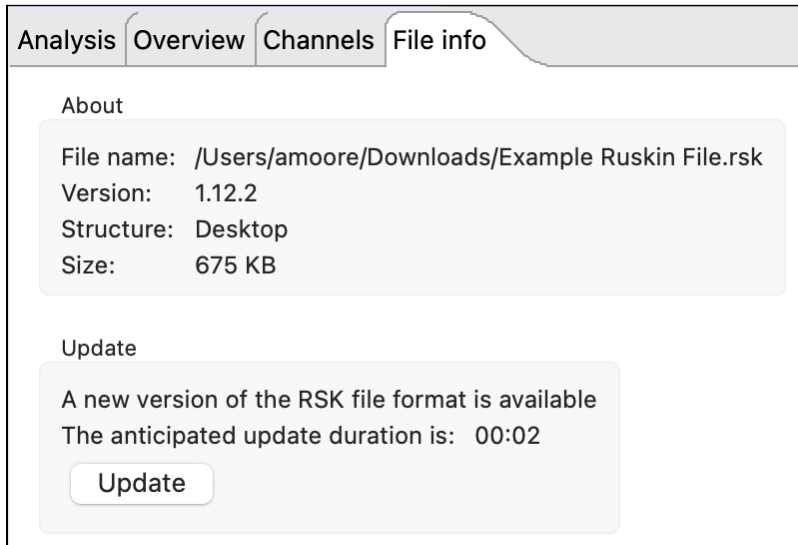 Analysis Overview Channels File info
About
File name: /Users/amoore/Downloads/Example Ruskin File.rsk
Version: 1.12.2
Structure: Desktop
Size: 675 KB
Update
A new version of the RSK file format is available
The anticipated update duration is: 00:02
Update